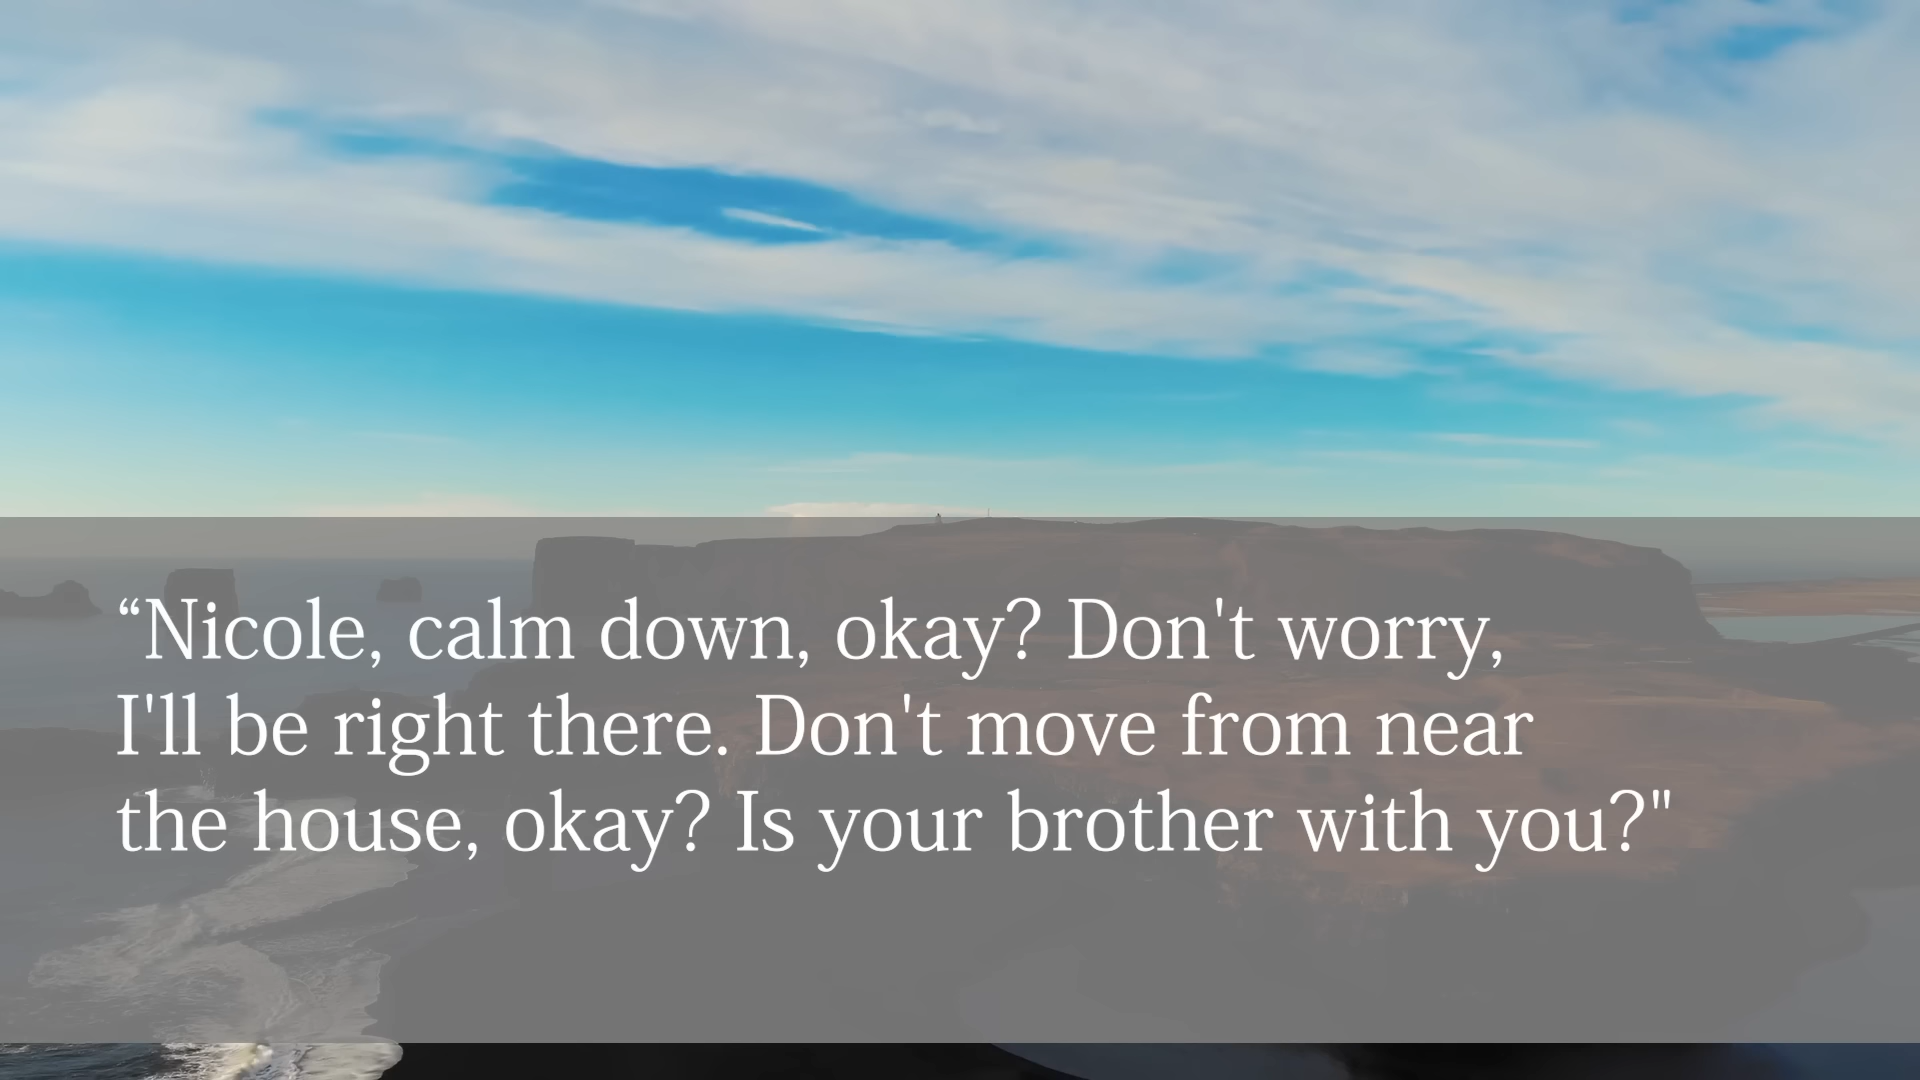 “Nicole, calm down, okay? Don't worry,
I'll be right there. Don't move from near
the house, okay? Is your brother with you?"